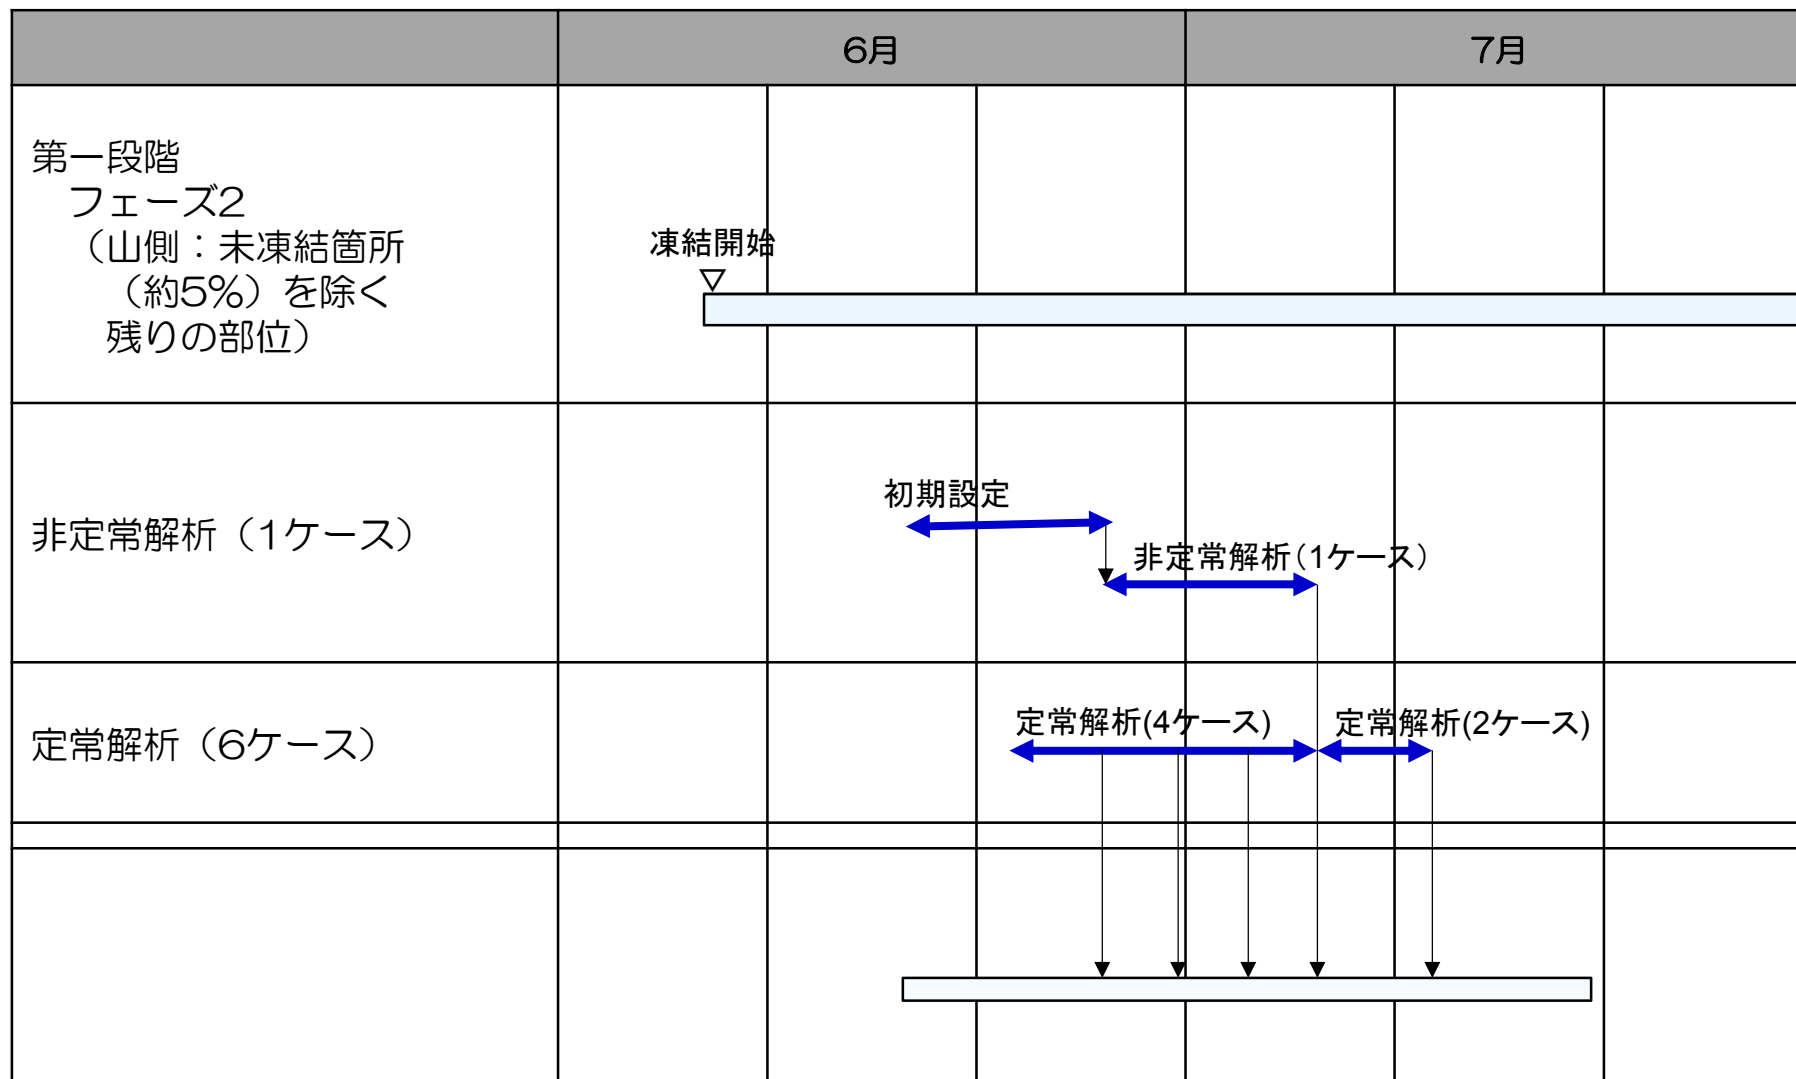 6月
7月
第一段階
フェーズ2
（山側：未凍結箇所
（約5%）を除く
残りの部位）
凍結開始
非定常解析（1ケース）
初期設定
非定常解析（1ケース）
定常解析（6ケース）
定常解析(4ケース)
定常解析(2ケース)